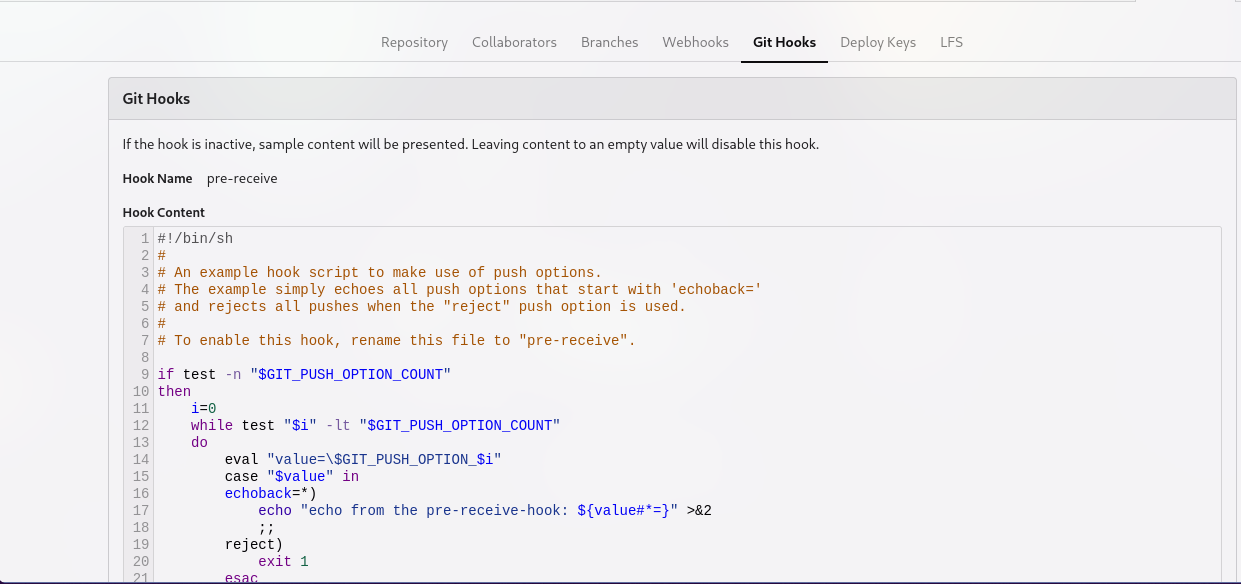 Repository Collaborators Branches Webhooks Git Hooks Deploy Keys LFS
Git Hooks
If the hook is inactive, sample content will be presented. Leaving content to an empty value will disable this hook.
Hook Name pre-receive
Hook Content
1 #!/bin/sh
2 #
3 # An example hook script to make use of push options.
4 # The example simply echoes all push options that start with 'echoback='
5 # and rejects all pushes when the "reject" push option is used.
6 #
7 # To enable this hook, rename this file to "pre-receive".
8
9 if test -n "$GIT_PUSH_OPTION_COUNT"
10 then
11     i=0
12     while test "$i" -lt "$GIT_PUSH_OPTION_COUNT"
13     do
14         eval "value=\$GIT_PUSH_OPTION_$i"
15         case "$value" in
16         echoback=*)
17             echo "echo from the pre-receive-hook: ${value#*=}" >&2
18             ;;
19         reject)
20             exit 1
21         esac